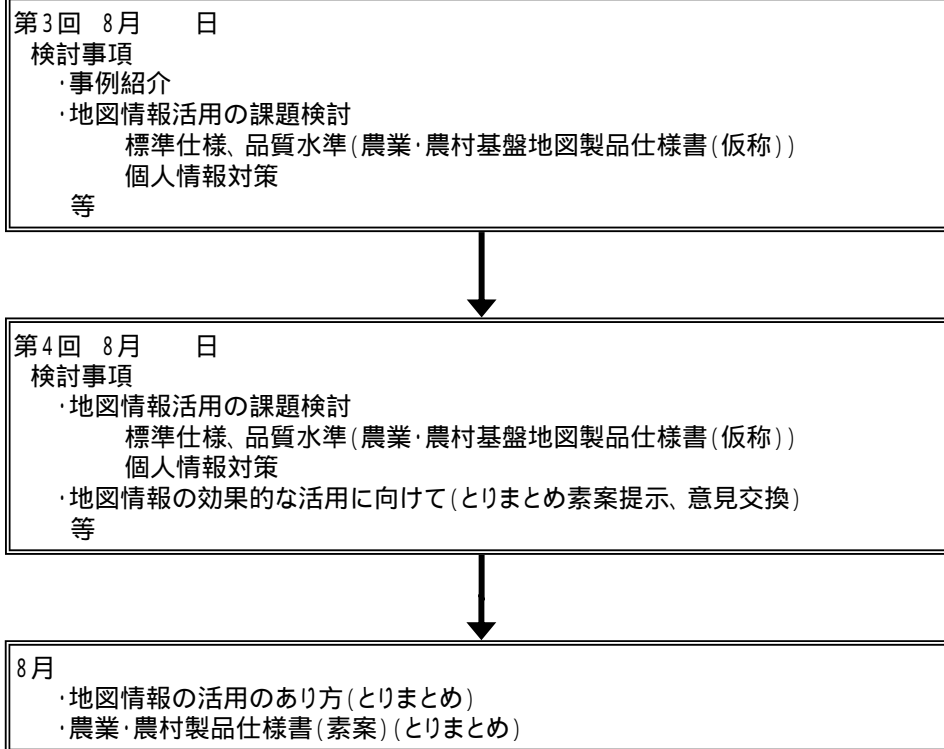 第3回 8月　　日
検討事項
・事例紹介
・地図情報活用の課題検討
標準仕様、品質水準(農業・農村基盤地図製品仕様書(仮称))
個人情報対策
等
第4回 8月　　日
検討事項
・地図情報活用の課題検討
標準仕様、品質水準(農業・農村基盤地図製品仕様書(仮称))
個人情報対策
・地図情報の効果的な活用に向けて(とりまとめ素案提示、意見交換)
等
8月
・地図情報の活用のあり方(とりまとめ)
・農業・農村製品仕様書(素案)(とりまとめ)